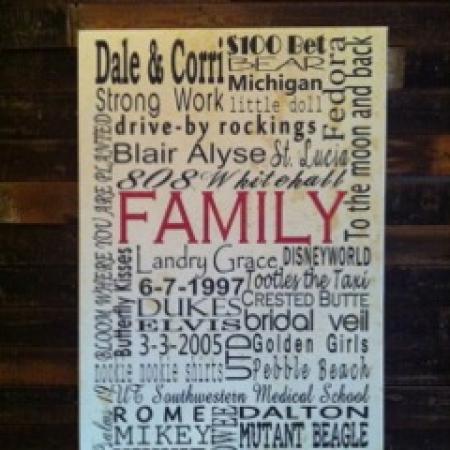 Dale & Corri
$100 Bet
BEAR
Michigan
Fedora
Strong Work
little doll
drive-by rockings
To the moon and back
Blair Alyse
St. Lucia
808 Whitehall
BLOOM WHERE YOU ARE PLANTED
FAMILY
Butterfly Kisses
Landry Grace
DISNEYWORLD
6-7-1997
Tootles the Taxi
DUKES
CRESTED BUTTE
ELVIS
bridal veil
3-3-2005
UTD
Golden Girls
nookie nookie shirts
Pebble Beach
UT Southwestern Medical School
ROME
DALTON
MIKEY
MUTANT BEAGLE